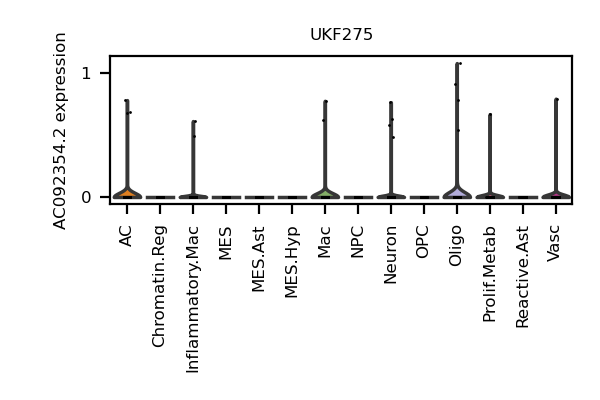 UKF275
AC092354.2 expression
1
0
AC
Chromatin.Reg
Inflammatory.Mac
MES
MES.Ast
MES.Hyp
Mac
NPC
Neuron
OPC
Oligo
Prolif.Metab
Reactive.Ast
Vasc